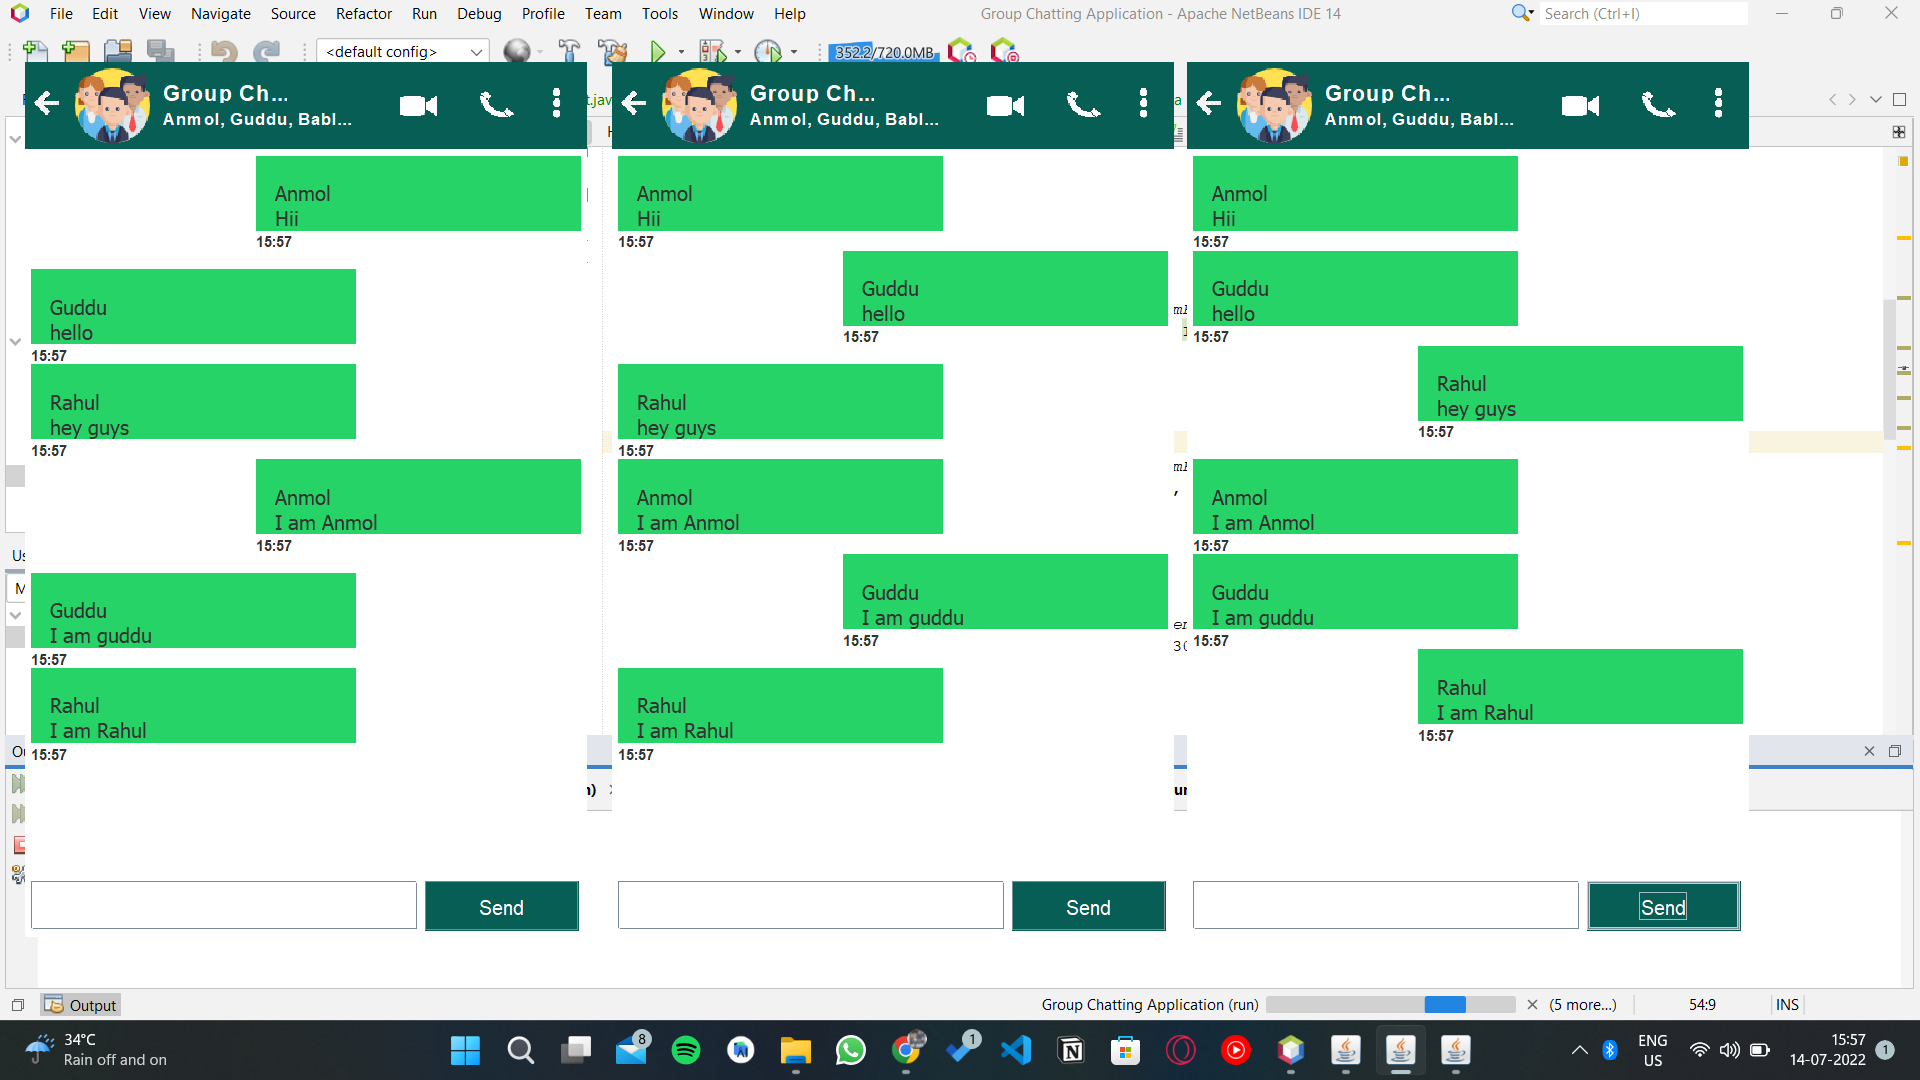 File Edit View Navigate Source Refactor Run Debug Profile Team Tools Window Help
Group Chatting Application - Apache NetBeans IDE 14
Search (Ctrl+I)
<default config>
352.2/720.0MB
Group Ch...
Anmol, Guddu, Babl...
Anmol
Hii
15:57
Guddu
hello
15:57
Rahul
hey guys
15:57
Anmol
I am Anmol
15:57
Guddu
I am guddu
15:57
Rahul
I am Rahul
15:57
Send
Group Ch...
Anmol, Guddu, Babl...
Anmol
Hii
15:57
Guddu
hello
15:57
Rahul
hey guys
15:57
Anmol
I am Anmol
15:57
Guddu
I am guddu
15:57
Rahul
I am Rahul
15:57
Send
Group Ch...
Anmol, Guddu, Babl...
Anmol
Hii
15:57
Guddu
hello
15:57
Rahul
hey guys
15:57
Anmol
I am Anmol
15:57
Guddu
I am guddu
15:57
Rahul
I am Rahul
15:57
Send
Output
Group Chatting Application (run)
(5 more...)
54:9
INS
34°C
Rain off and on
8
1
ENG
US
15:57
14-07-2022
1